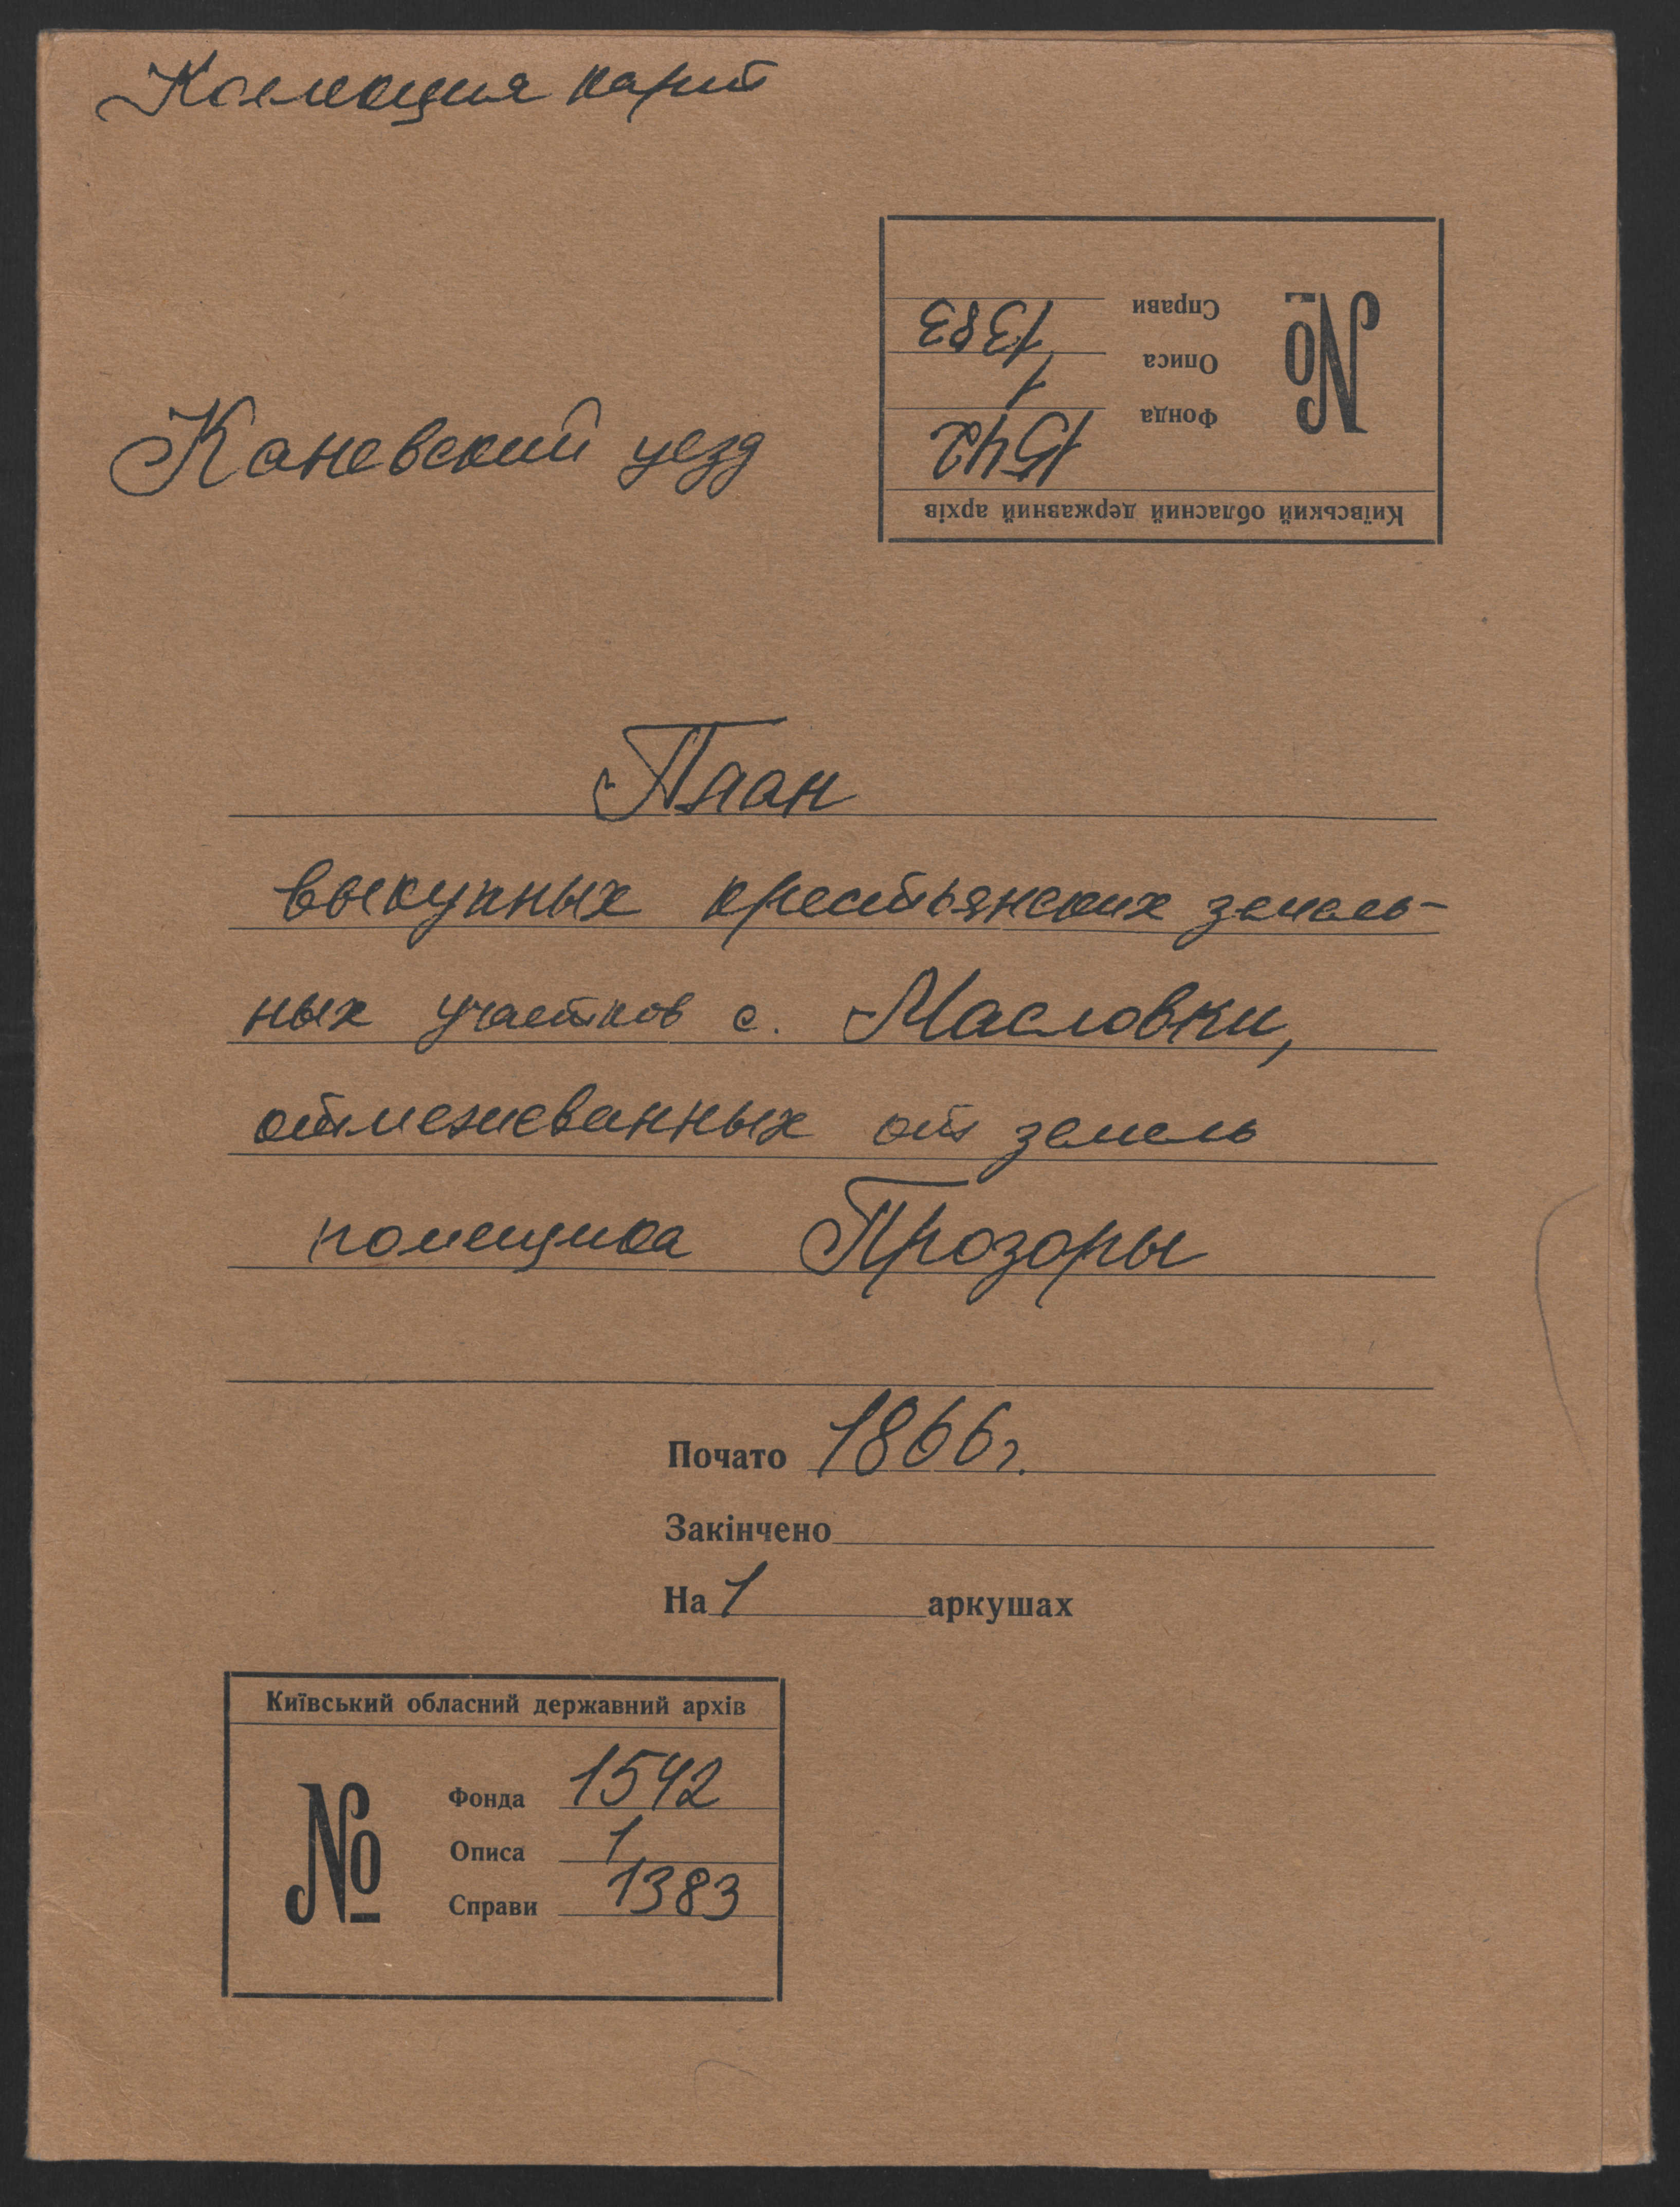 Коллекция карт
Киівський обласний державний архів
№
Фонда 1542
Описа 1
Справи 1383
Каневский уезд
План
выкупных крестьянских земель-
ных участков с. Масловки,
отмежеванных от земель
помещика Прозоры
Почато 1866 г.
Закінчено
На 1 аркушах
Київський обласний державний архів
№
Фонда 1542
Описа 1
Справи 1383